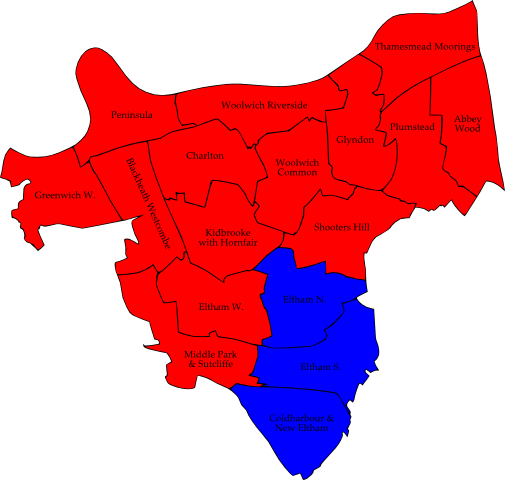 Thamesmead Moorings
Woolwich Riverside
Peninsula
Abbey
Wood
Plumstead
Glyndon
Charlton
Woolwich
Common
Blackheath Westcombe
Greenwich W.
Kidbrooke
with Hornfair
Shooters Hill
Eltham N.
Eltham W.
Middle Park
& Sutcliffe
Eltham S.
Coldharbour &
New Eltham